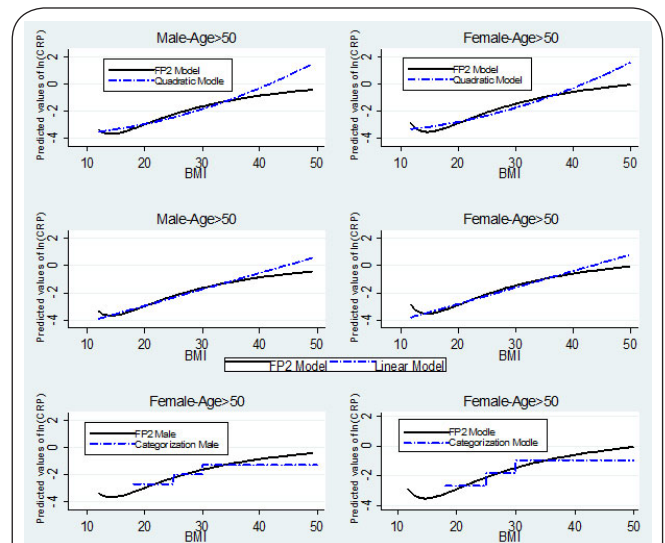 Male-Age>50
Predicted values of ln(CRP)
2
0
-2
-4
FP2 Model
Quadratic Modle
10 20 30 40 50
BMI
Female-Age>50
Predicted values of ln(CRP)
2
0
-2
-4
FP2 Model
Quadratic Model
10 20 30 40 50
BMI
Male-Age>50
Predicted values of ln(CRP)
2
0
-2
-4
10 20 30 40 50
BMI
Female-Age>50
Predicted values of ln(CRP)
2
0
-2
-4
10 20 30 40 50
BMI
FP2 Model Linear Model
Female-Age>50
Predicted values of ln(CRP)
2
0
-2
-4
FP2 Male
Categorization Male
10 20 30 40 50
BMI
Female-Age>50
Predicted values of ln(CRP)
2
0
-2
-4
FP2 Modle
Categorization Modle
10 20 30 40 50
BMI